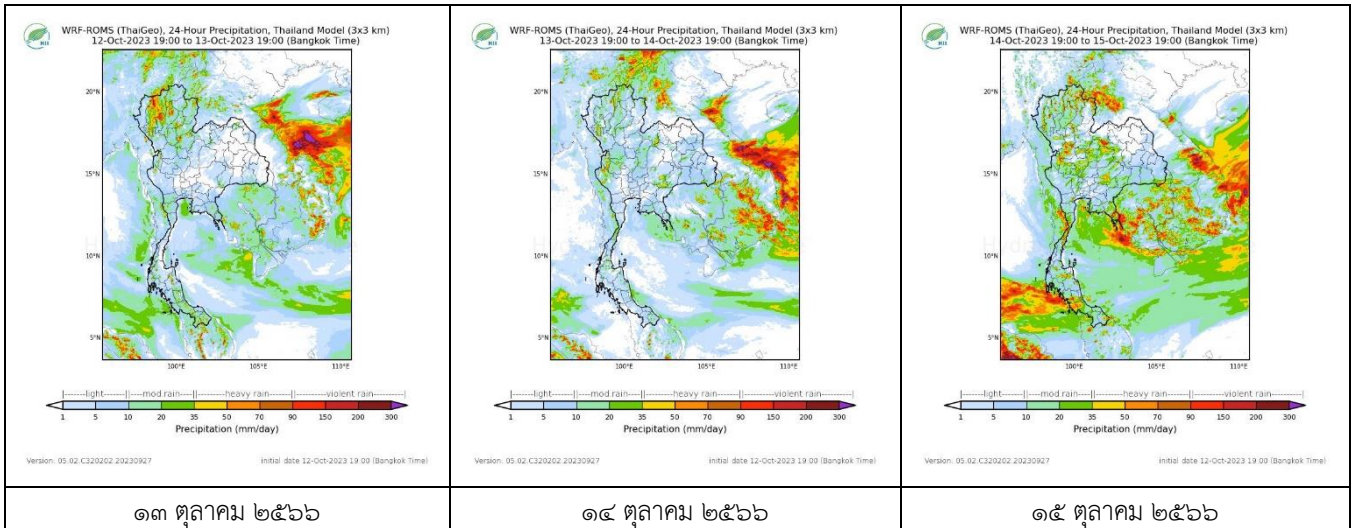 WRF-ROMS (ThaiGeo), 24-Hour Precipitation, Thailand Model (3x3 km)
12-Oct-2023 19:00 to 13-Oct-2023 19:00 (Bangkok Time)
20°N
15°N
10°N
5°N
100°E 105°E 110°E
|------light------||---mod rain---||------heavy rain------||------violent rain------|
1 5 10 20 35 50 70 90 150 200 300
Precipitation (mm/day)
Version: 05.02.C320202.20230927 initial date 12-Oct-2023 19:00 (Bangkok Time)
๑๓ ตุลาคม ๒๕๖๖
WRF-ROMS (ThaiGeo), 24-Hour Precipitation, Thailand Model (3x3 km)
13-Oct-2023 19:00 to 14-Oct-2023 19:00 (Bangkok Time)
20°N
15°N
10°N
5°N
100°E 105°E 110°E
|------light------||---mod rain---||------heavy rain------||------violent rain------|
1 5 10 20 35 50 70 90 150 200 300
Precipitation (mm/day)
Version: 05.02.C320202.20230927 initial date 12-Oct-2023 19:00 (Bangkok Time)
๑๔ ตุลาคม ๒๕๖๖
WRF-ROMS (ThaiGeo), 24-Hour Precipitation, Thailand Model (3x3 km)
14-Oct-2023 19:00 to 15-Oct-2023 19:00 (Bangkok Time)
20°N
15°N
10°N
5°N
100°E 105°E 110°E
|------light------||---mod rain---||------heavy rain------||------violent rain------|
1 5 10 20 35 50 70 90 150 200 300
Precipitation (mm/day)
Version: 05.02.C320202.20230927 initial date 12-Oct-2023 19:00 (Bangkok Time)
๑๕ ตุลาคม ๒๕๖๖